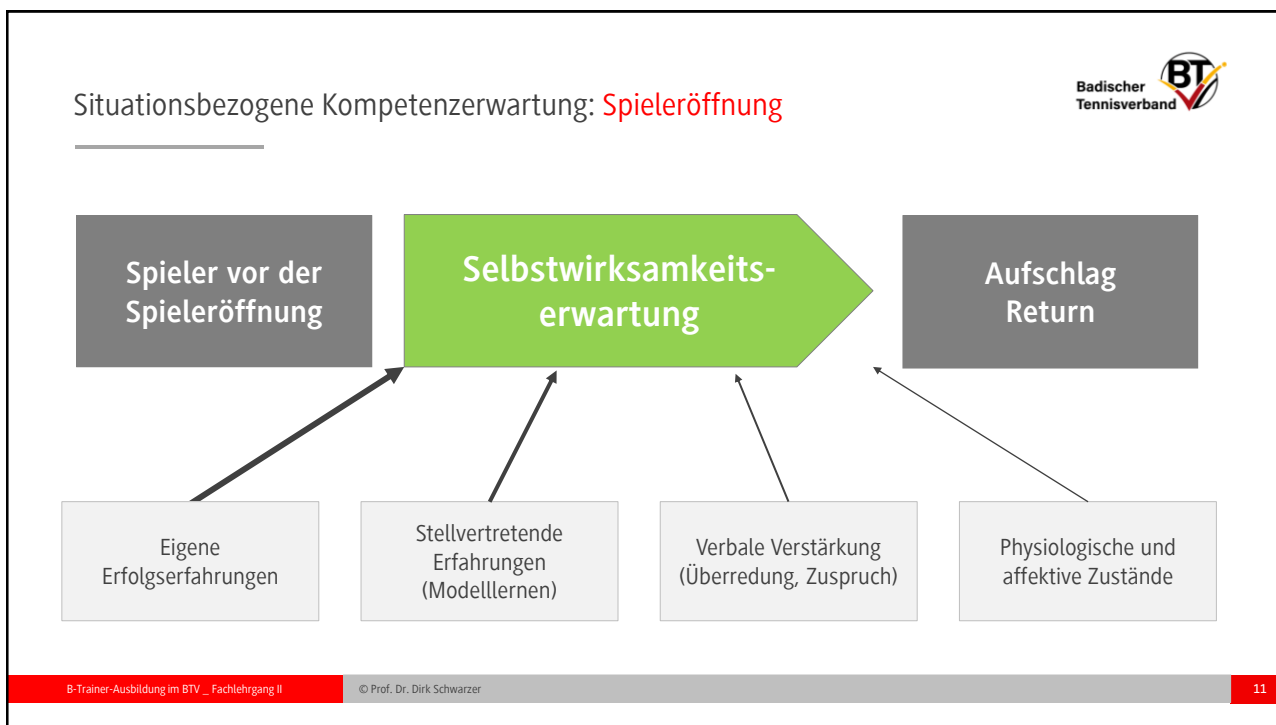 Situationsbezogene Kompetenzerwartung: Spieleröffnung
Badischer
Tennisverband
BTV
Spieler vor der
Spieleröffnung
Selbstwirksamkeits-
erwartung
Aufschlag
Return
Eigene
Erfolgserfahrungen
Stellvertretende
Erfahrungen
(Modelllernen)
Verbale Verstärkung
(Überredung, Zuspruch)
Physiologische und
affektive Zustände
B-Trainer-Ausbildung im BTV _ Fachlehrgang II
© Prof. Dr. Dirk Schwarzer
11